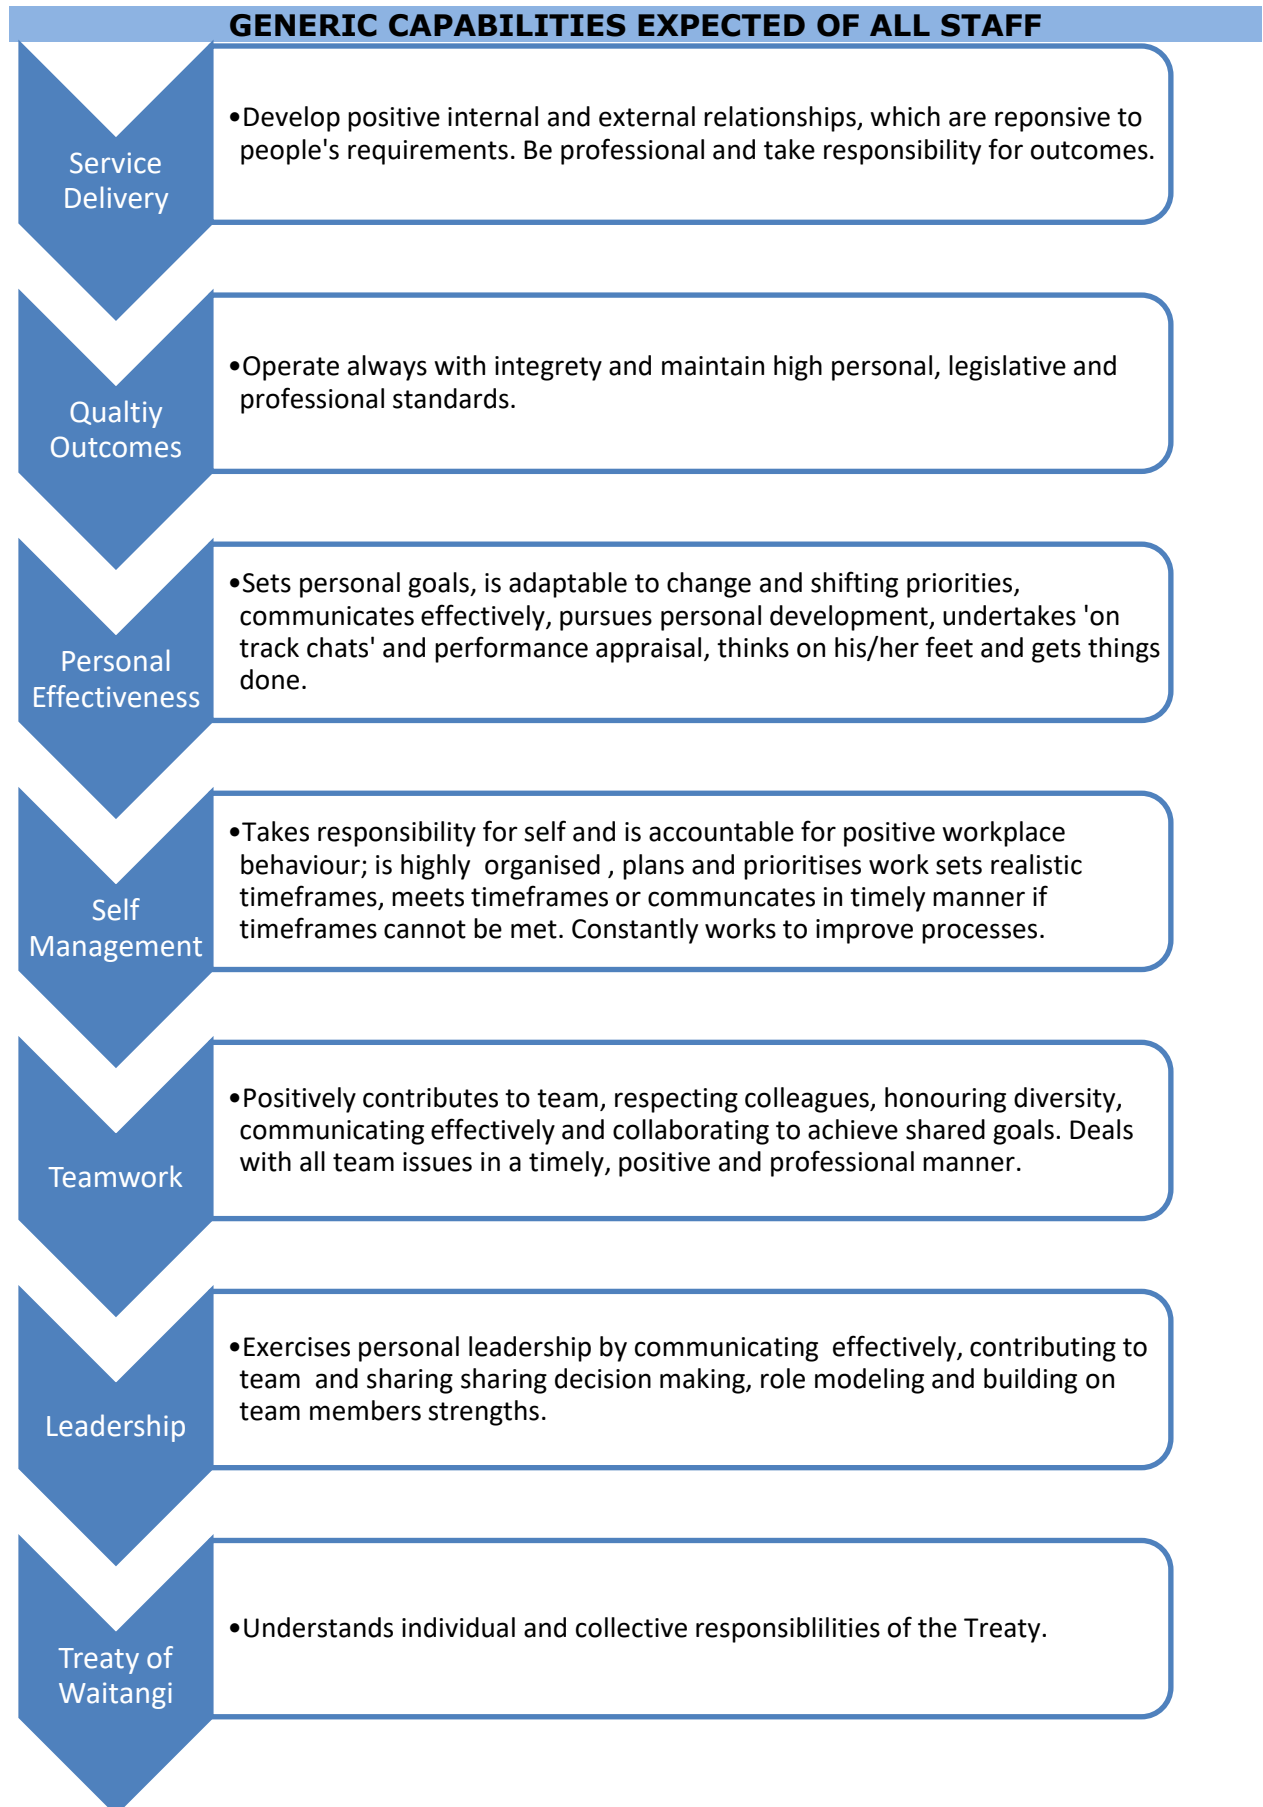 GENERIC CAPABILITIES EXPECTED OF ALL STAFF
Service
Delivery
•Develop positive internal and external relationships, which are reponsive to
people's requirements. Be professional and take responsibility for outcomes.
Qualtiy
Outcomes
•Operate always with integrety and maintain high personal, legislative and
professional standards.
Personal
Effectiveness
•Sets personal goals, is adaptable to change and shifting priorities,
communicates effectively, pursues personal development, undertakes 'on
track chats' and performance appraisal, thinks on his/her feet and gets things
done.
Self
Management
•Takes responsibility for self and is accountable for positive workplace
behaviour; is highly  organised , plans and prioritises work sets realistic
timeframes, meets timeframes or communcates in timely manner if
timeframes cannot be met. Constantly works to improve processes.
Teamwork
•Positively contributes to team, respecting colleagues, honouring diversity,
communicating effectively and collaborating to achieve shared goals. Deals
with all team issues in a timely, positive and professional manner.
Leadership
•Exercises personal leadership by communicating  effectively, contributing to
team  and sharing sharing decision making, role modeling and building on
team members strengths.
Treaty of
Waitangi
•Understands individual and collective responsiblilities of the Treaty.